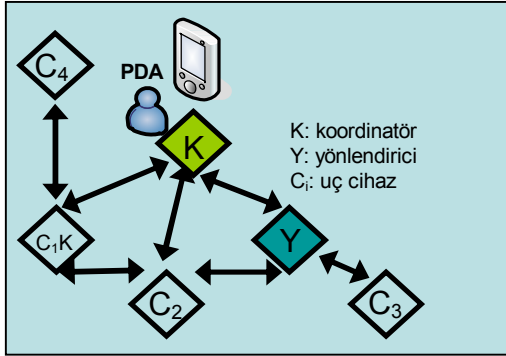 C₄
PDA
K
K: koordinatör
Y: yönlendirici
Cᵢ: uç cihaz
C₁K
Y
C₂
C₃